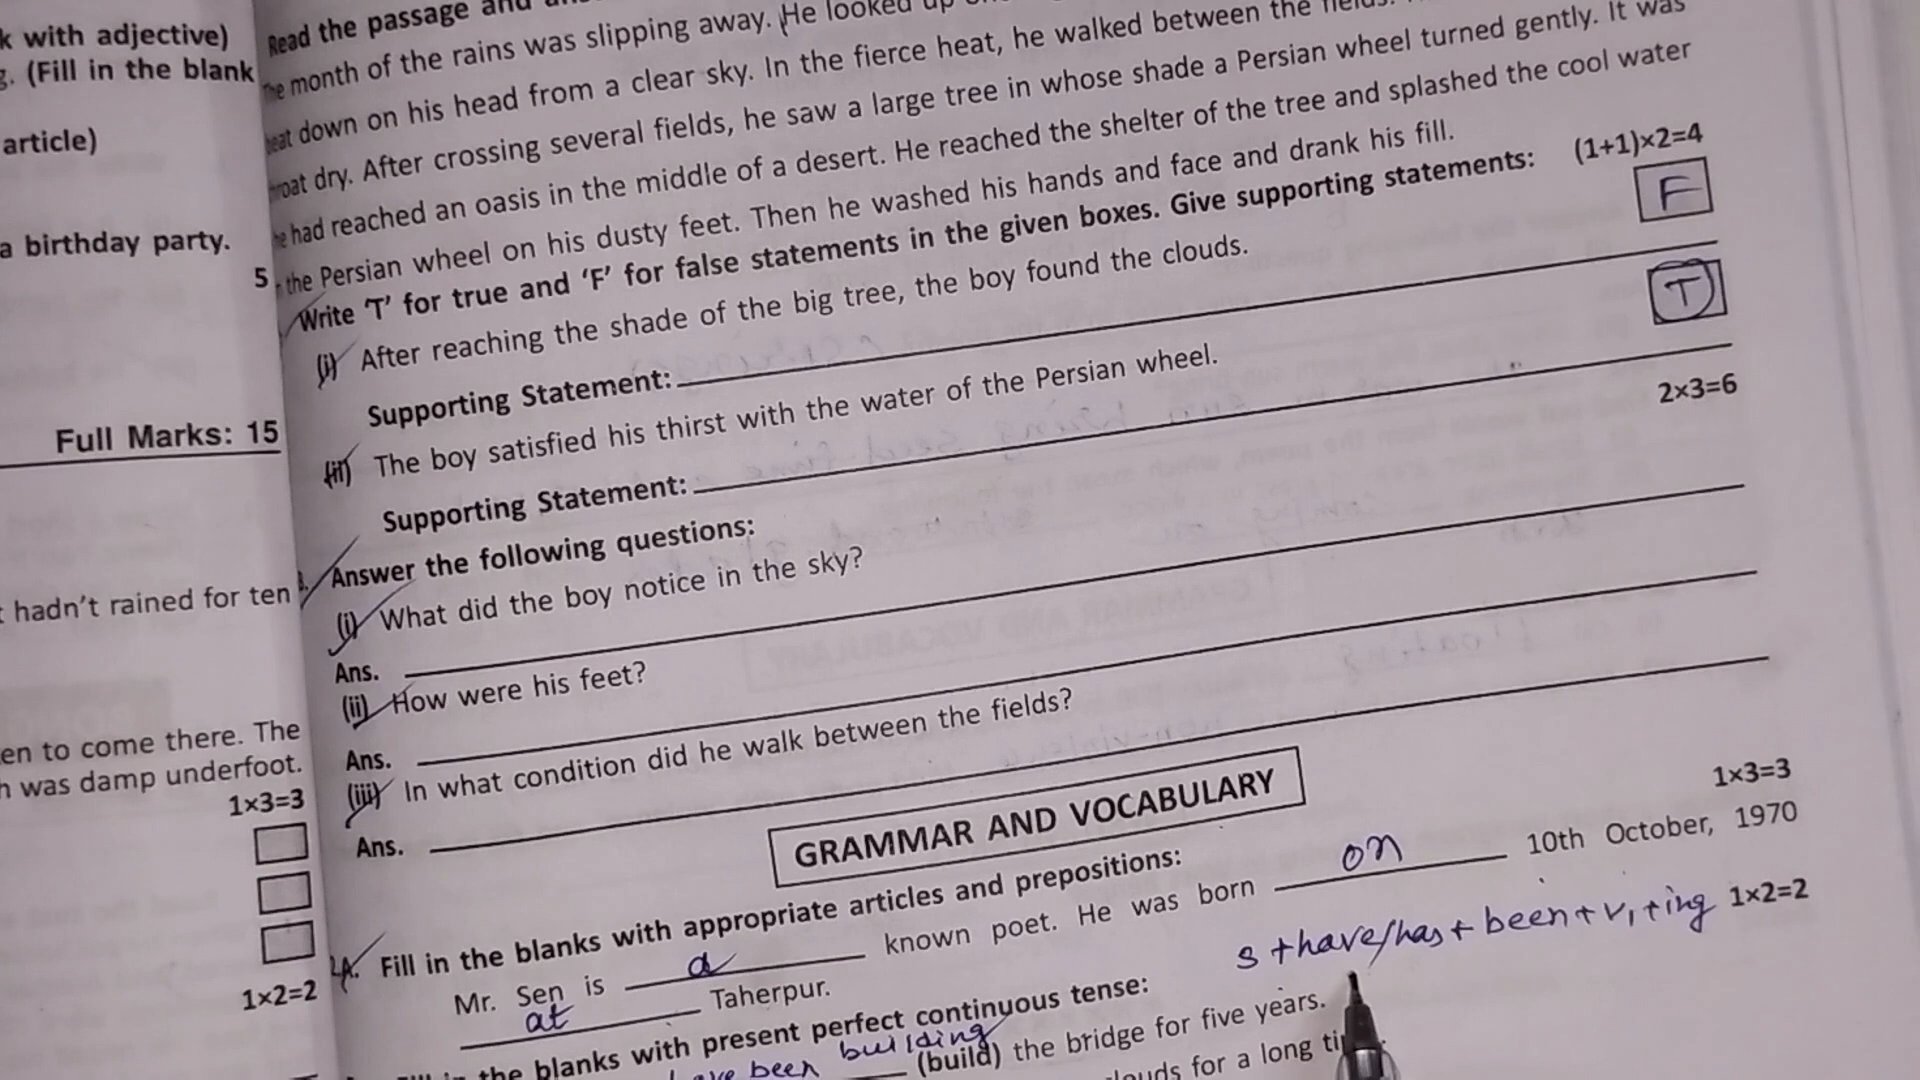 k with adjective)
g. (Fill in the blank
article)
a birthday party.
Full Marks: 15
hadn't rained for ten
en to come there. The
h was damp underfoot.
1×3=3
1×2=2
Read the passage and
month of the rains was slipping away. He looked up
down on his head from a clear sky. In the fierce heat, he walked between the fields.
dry. After crossing several fields, he saw a large tree in whose shade a Persian wheel turned gently. It was
had reached an oasis in the middle of a desert. He reached the shelter of the tree and splashed the cool water
the Persian wheel on his dusty feet. Then he washed his hands and face and drank his fill.
5
Write 'T' for true and 'F' for false statements in the given boxes. Give supporting statements: (1+1)×2=4
(i) After reaching the shade of the big tree, the boy found the clouds. F
Supporting Statement:
(ii) The boy satisfied his thirst with the water of the Persian wheel. T
Supporting Statement:
Answer the following questions: 2×3=6
(i) What did the boy notice in the sky?
Ans.
(ii) How were his feet?
Ans.
(iii) In what condition did he walk between the fields?
Ans.
GRAMMAR AND VOCABULARY
A. Fill in the blanks with appropriate articles and prepositions: 1×3=3
Mr. Sen is a known poet. He was born on 10th October, 1970
at Taherpur.
the blanks with present perfect continuous tense: s+have/has+been+v1+ing 1×2=2
been building (build) the bridge for five years.
for a long